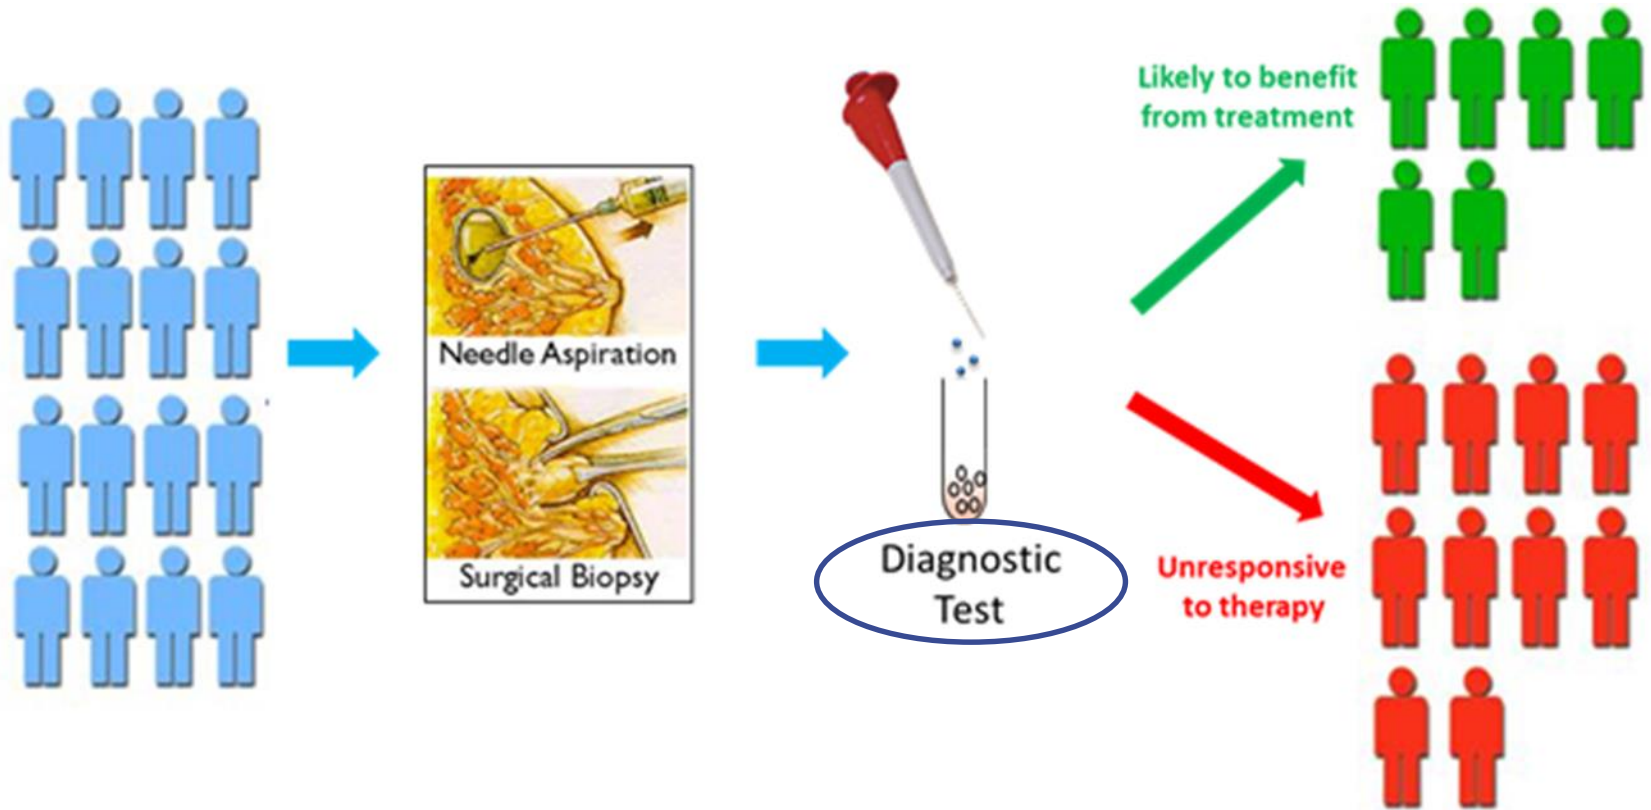 Needle Aspiration
Surgical Biopsy
Diagnostic
Test
Likely to benefit
from treatment
Unresponsive
to therapy